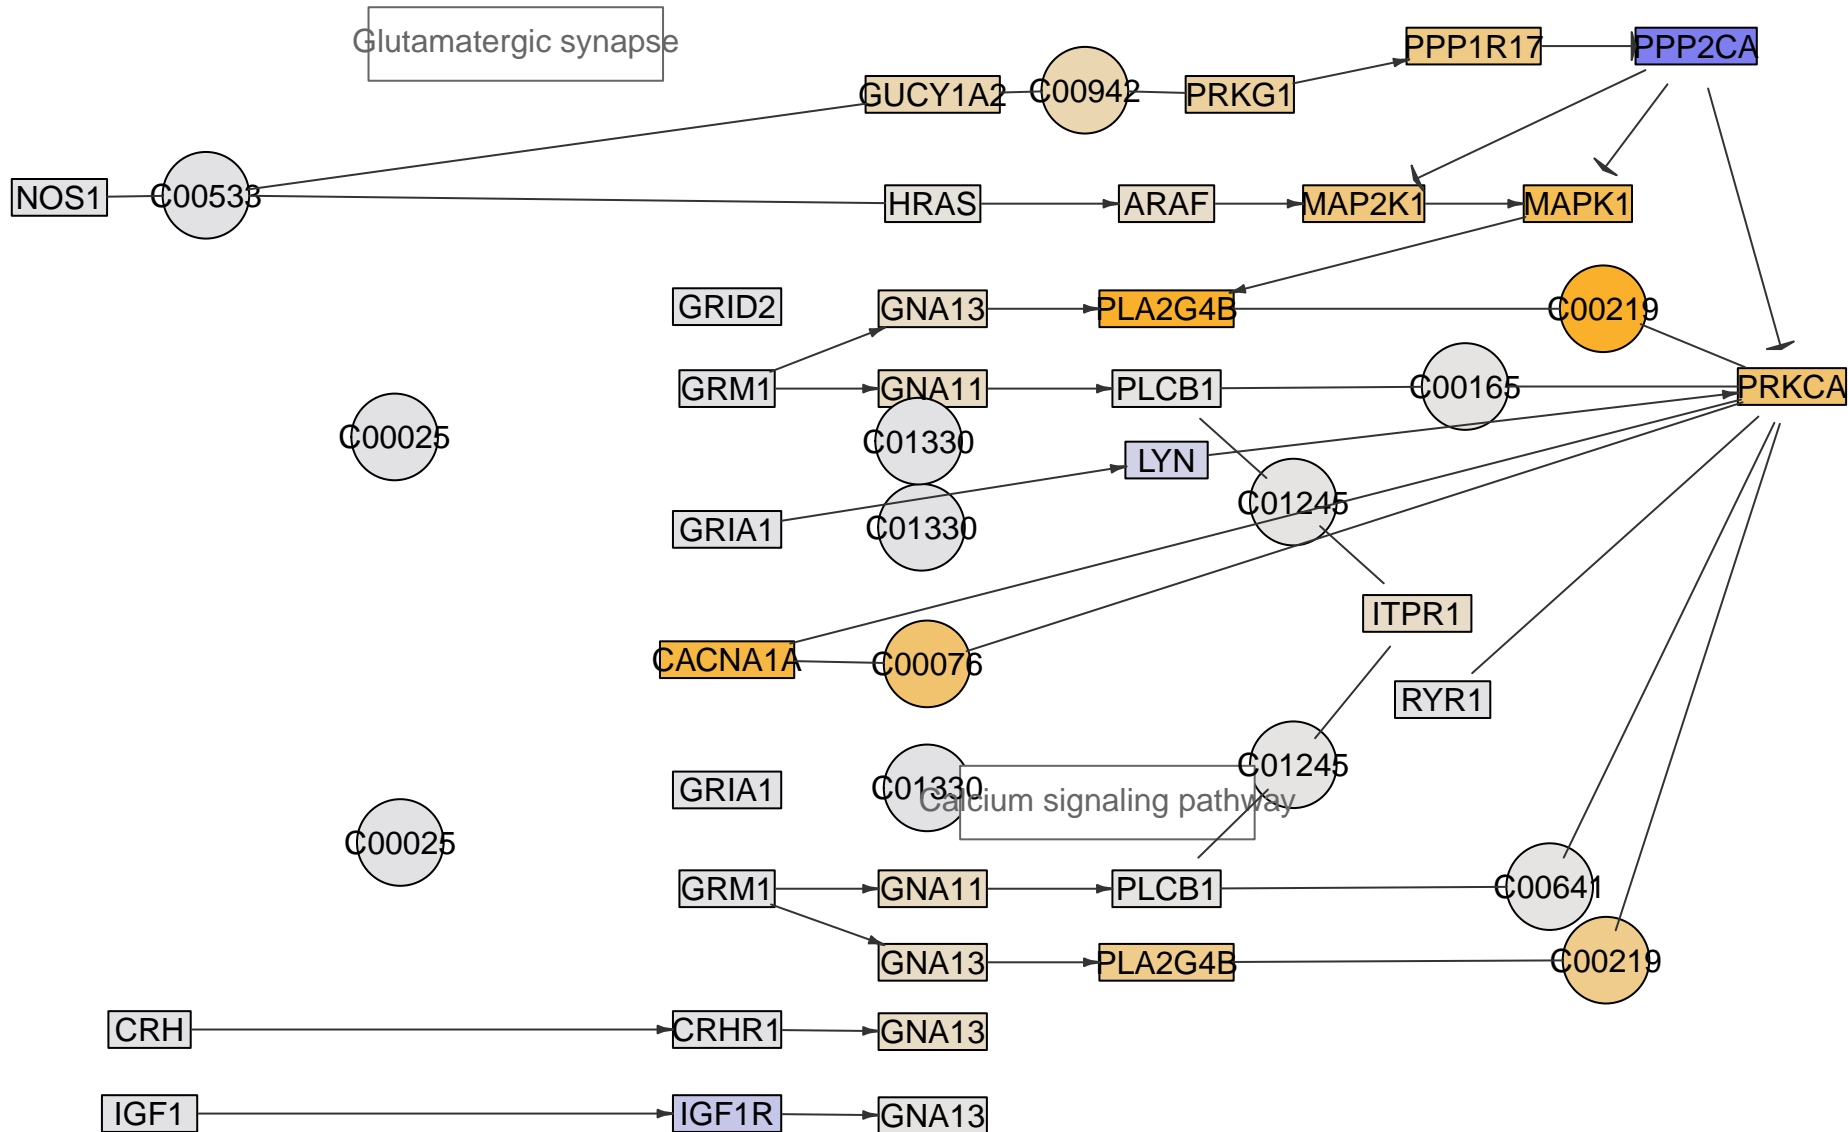 Glutamatergic synapse
PPP1R17
PPP2CA
GUCY1A2
C00942
PRKG1
NOS1
C00533
HRAS
ARAF
MAP2K1
MAPK1
GRID2
GNA13
PLA2G4B
C00219
GRM1
GNA11
PLCB1
C00165
PRKCA
C00025
C01330
LYN
GRIA1
C01330
C01245
ITPR1
CACNA1A
C00076
RYR1
GRIA1
C01330
C01245
Calcium signaling pathway
C00025
GRM1
GNA11
PLCB1
C00641
GNA13
PLA2G4B
C00219
CRH
CRHR1
GNA13
IGF1
IGF1R
GNA13